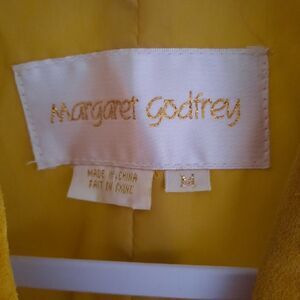 Margaret Godfrey
MADE IN CHINA
FAIT EN CHINE
M